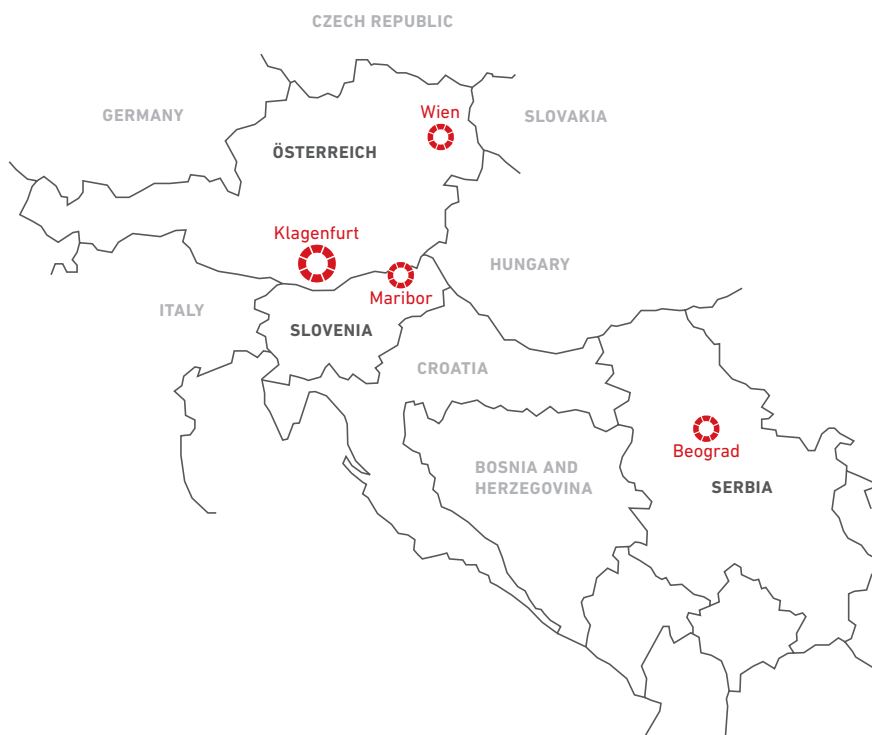 CZECH REPUBLIC
GERMANY
Wien
SLOVAKIA
ÖSTERREICH
Klagenfurt
HUNGARY
Maribor
ITALY
SLOVENIA
CROATIA
Beograd
BOSNIA AND
HERZEGOVINA
SERBIA